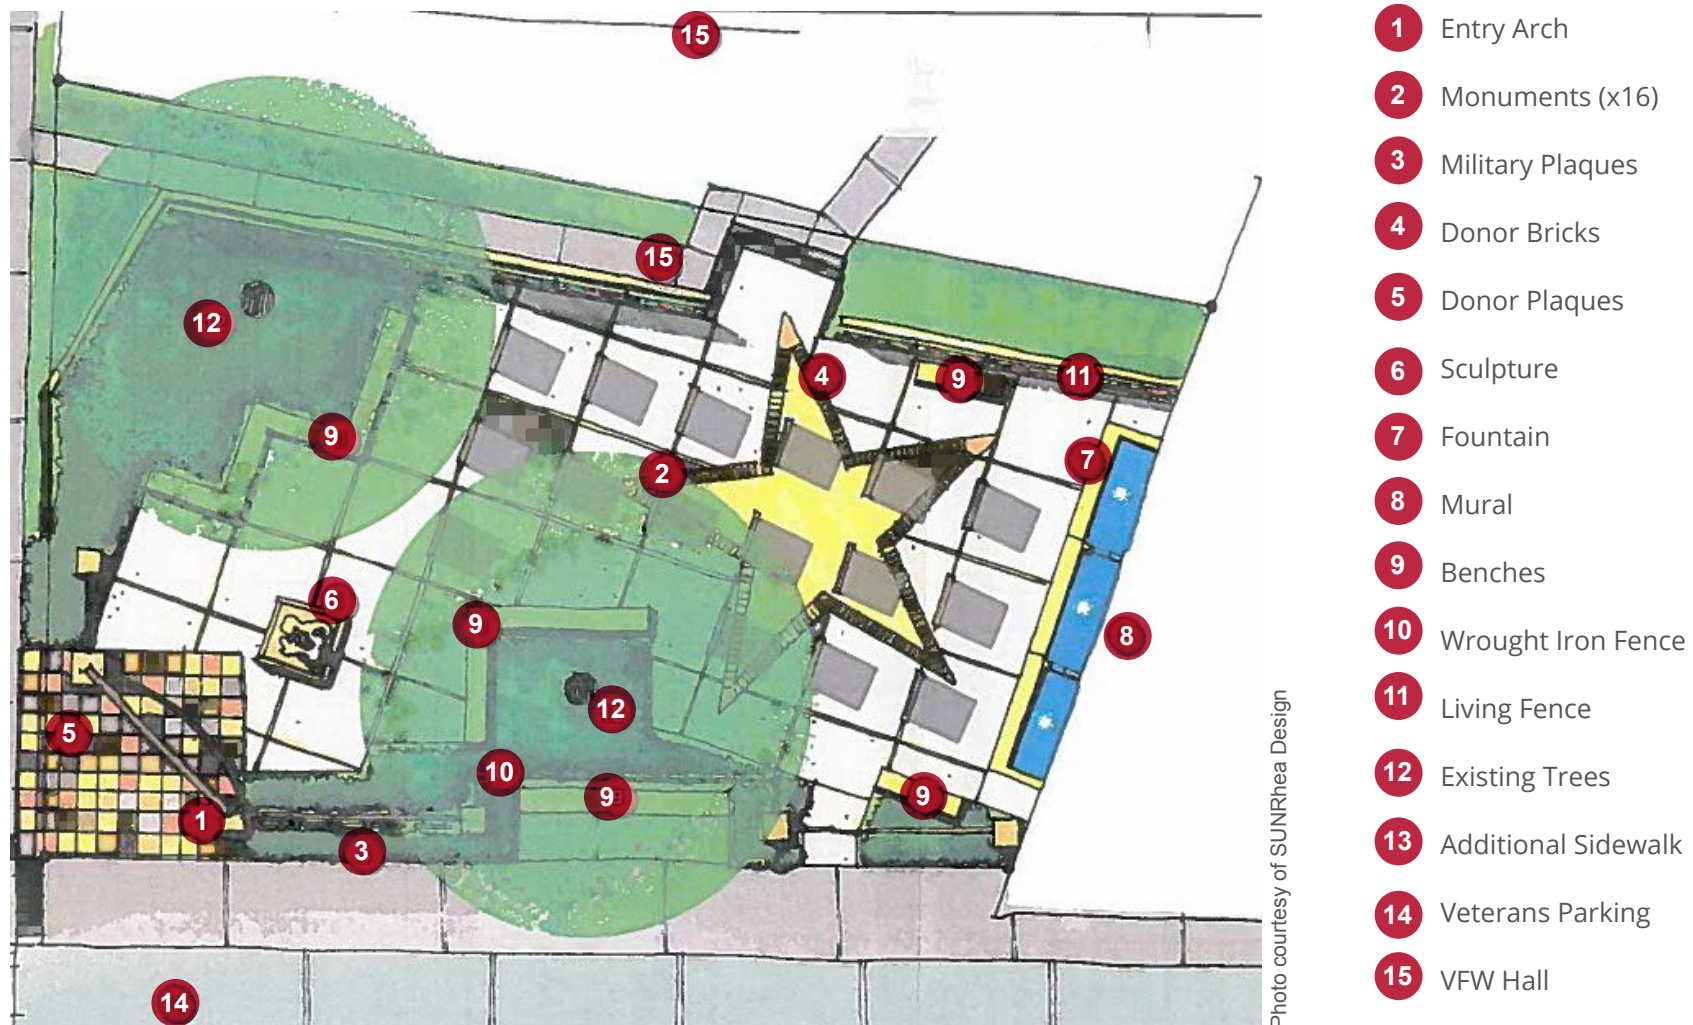 15
15
12
4
9
11
9
7
2
6
9
8
12
5
10
9
9
1
3
14
Photo courtesy of SUNRhea Design
1 Entry Arch
2 Monuments (x16)
3 Military Plaques
4 Donor Bricks
5 Donor Plaques
6 Sculpture
7 Fountain
8 Mural
9 Benches
10 Wrought Iron Fence
11 Living Fence
12 Existing Trees
13 Additional Sidewalk
14 Veterans Parking
15 VFW Hall